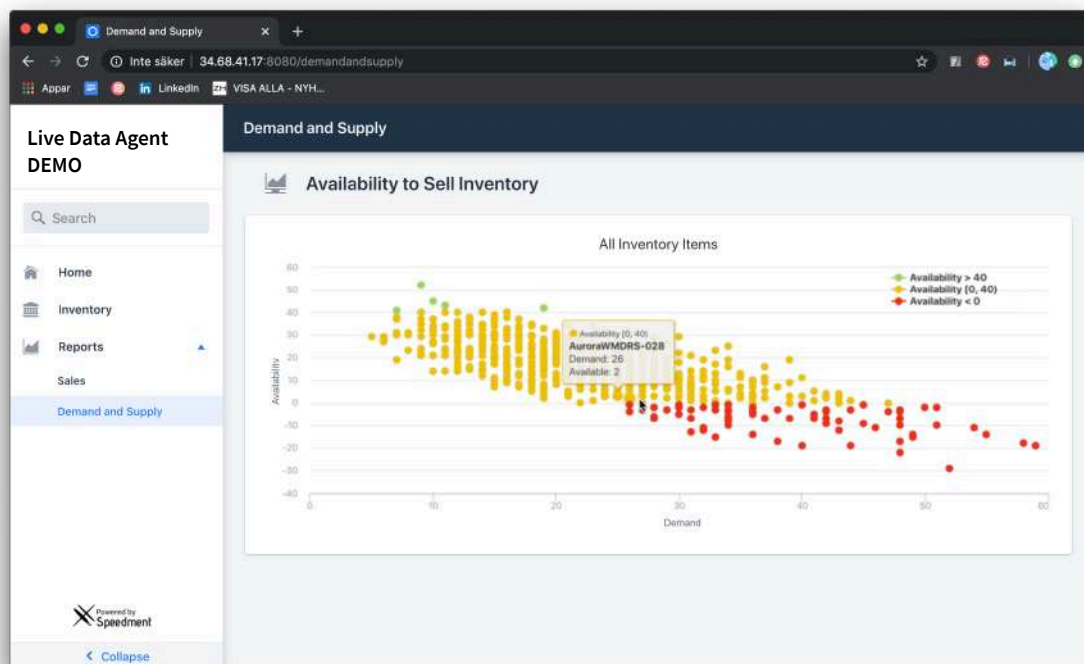 Demand and Supply
Inte säker 34.68.41.17:8080/demandandsupply
Appar LinkedIn ZH VISA ALLA - NYH...
Live Data Agent
DEMO
Demand and Supply
Availability to Sell Inventory
Search
Home
Inventory
Reports
Sales
Demand and Supply
Powered by
Speedment
Collapse
All Inventory Items
Availability > 40
Availability [0, 40)
Availability < 0
Availability [0, 40)
AuroraWMDRS-028
Demand: 26
Available: 2
Availability
60
50
40
30
20
10
0
-10
-20
-30
-40
0 10 20 30 40 50 60
Demand